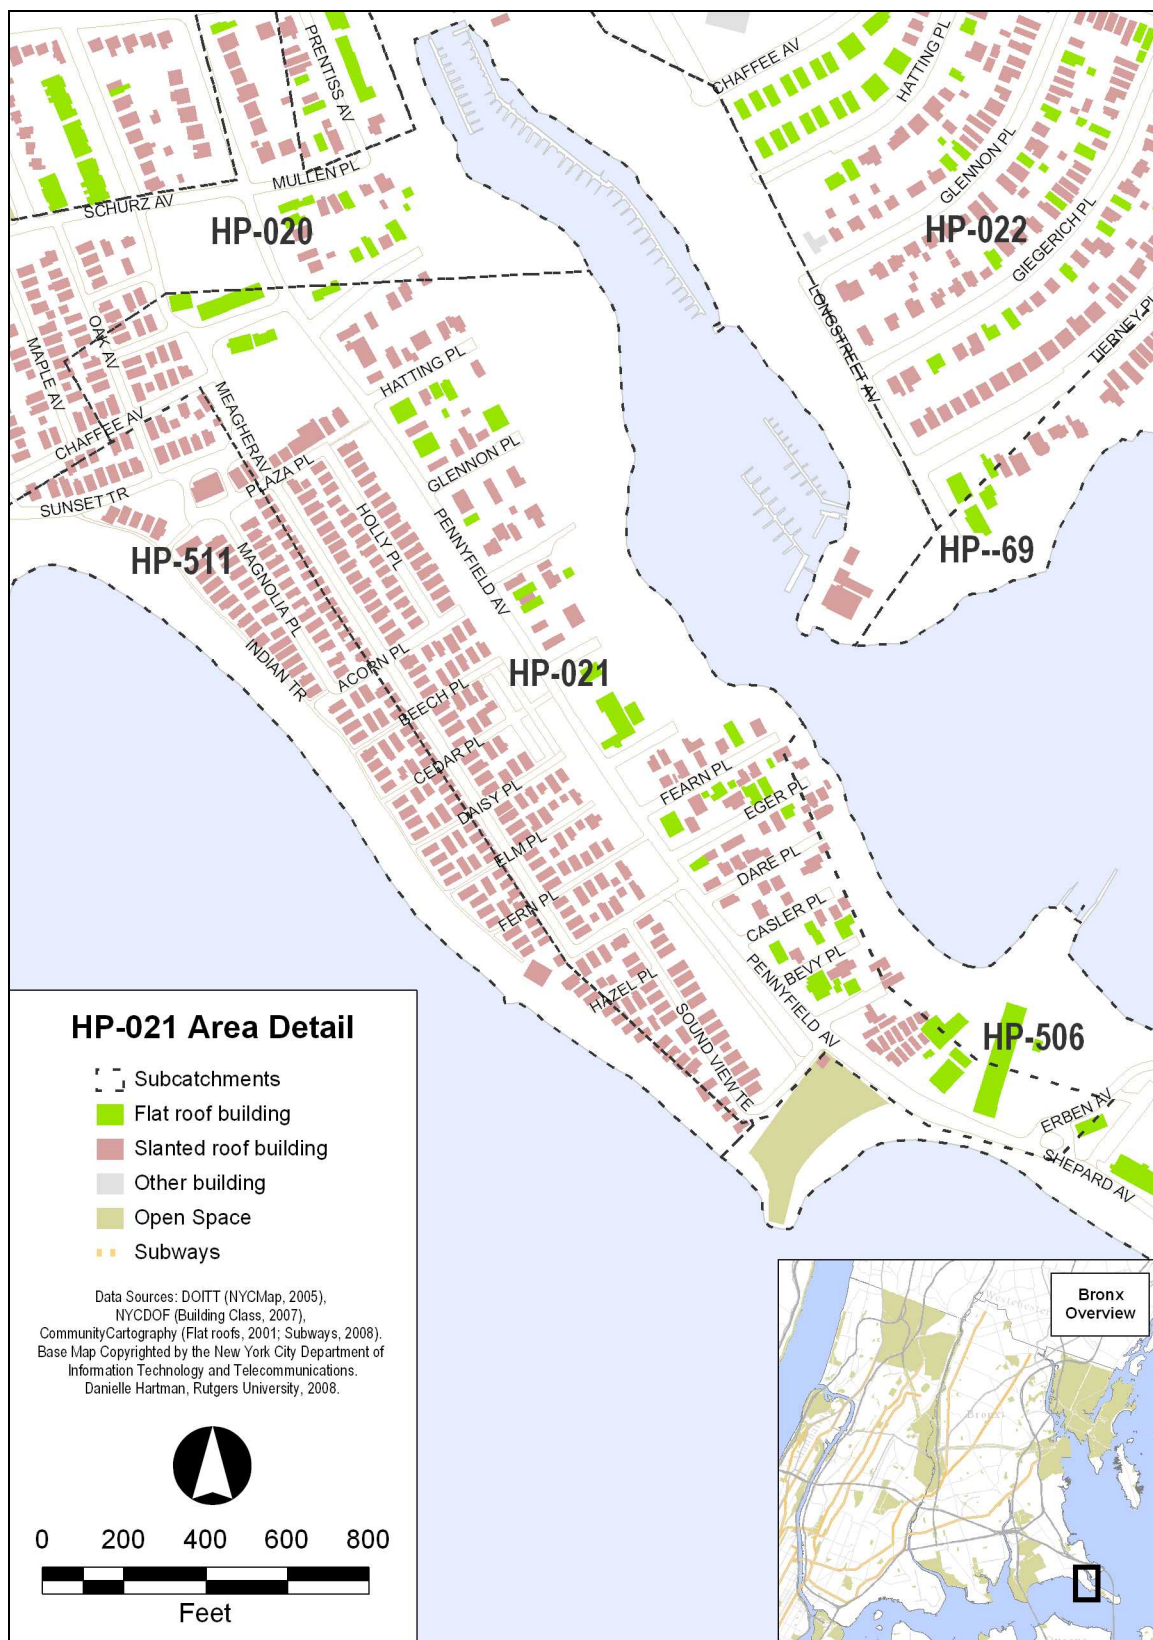 CHAFFEE AV
HATTING PL
PRENTISS AV
MULLEN PL
SCHURZ AV
GLENNON PL
HP-020
HP-022
GIEGERICH PL
LONGSTREET AV
TIERNEY PL
OAK AV
MAPLE AV
HATTING PL
MEAGHER AV
CHAFFEE AV
GLENNON PL
PLAZA PL
SUNSET TR
HOLLY PL
PENNYFIELD AV
HP-511
HP--69
MAGNOLIA PL
INDIAN TR
ACORN PL
HP-021
BEECH PL
CEDAR PL
FEARN PL
DAISY PL
EGER PL
ELM PL
DARE PL
FERN PL
CASLER PL
BEVY PL
HAZEL PL
PENNYFIELD AV
SOUND VIEW TE
HP-506
ERBEN AV
SHEPARD AV
HP-021 Area Detail
Subcatchments
Flat roof building
Slanted roof building
Other building
Open Space
Subways
Data Sources: DOITT (NYCMap, 2005),
NYCDOF (Building Class, 2007),
CommunityCartography (Flat roofs, 2001; Subways, 2008).
Base Map Copyrighted by the New York City Department of
Information Technology and Telecommunications.
Danielle Hartman, Rutgers University, 2008.
0 200 400 600 800
Feet
Bronx
Overview
Westchester
Bronx